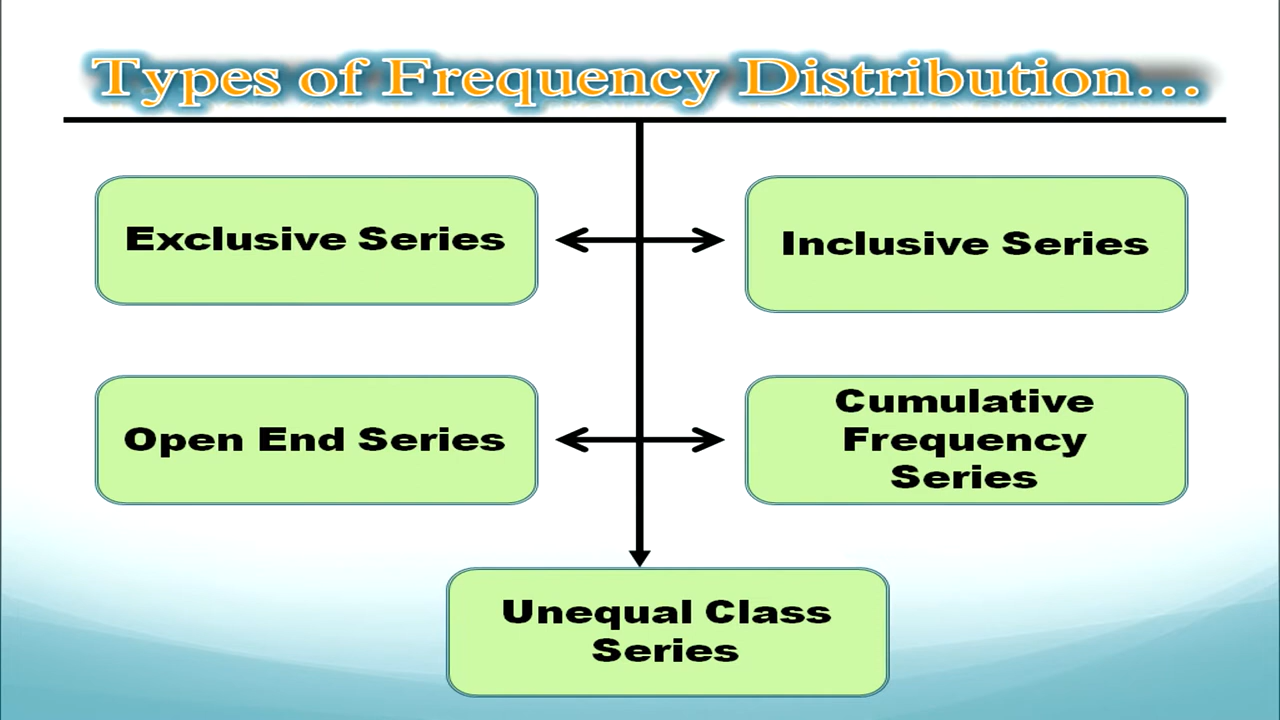 Types of Frequency Distribution...
Exclusive Series
Inclusive Series
Open End Series
Cumulative
Frequency
Series
Unequal Class
Series